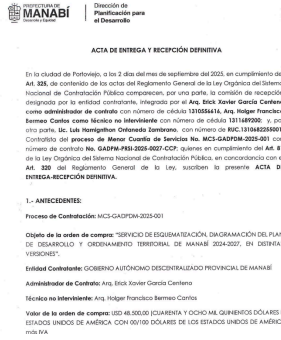 PREFECTURA DE
MANABÍ
Dirección de
Planificación para
el Desarrollo
ACTA DE ENTREGA Y RECEPCIÓN DEFINITIVA
En la ciudad de Portoviejo, a los 2 días del mes de septiembre del 2025, en cumplimiento de
Art. 325, de contenido de los actas del Reglamento General de la Ley Orgánica del Sistema
Nacional de Contratación Pública comparecen, por una parte, la comisión de recepción
designada por la entidad contratante, integrada por el Arq. Erick Xavier García Centeno
como administrador de contrato con número de cédula 1310556616, Arq. Holger Francisco
Bermeo Cantos como técnico no interviniente con número de cédula 1311689200; y, por
otra parte, Lic. Luis Harnigthon Ontaneda Zambrano, con número de RUC.1310682255001
Contratista del proceso de Menor Cuantía de Servicios No. MCS-GADPDM-2025-001 con
número de contrato No. GADPM-PRSI-2025-0027-CCP; quienes en cumplimiento del Art. 8
de la Ley Orgánica del Sistema Nacional de Contratación Pública, en concordancia con e
Art. 320 del Reglamento General de la Ley, suscriben la presente ACTA D
ENTREGA-RECEPCIÓN DEFINITIVA.
1.- ANTECEDENTES:
Proceso de Contratación: MCS-GADPDM-2025-001
Objeto de la orden de compra: "SERVICIO DE ESQUEMATIZACIÓN, DIAGRAMACIÓN DEL PLAN
DE DESARROLLO Y ORDENAMIENTO TERRITORIAL DE MANABÍ 2024-2027, EN DISTINTA
VERSIONES".
Entidad Contratante: GOBIERNO AUTÓNOMO DESCENTRALIZADO PROVINCIAL DE MANABÍ
Administrador de Contrato: Arq. Erick Xavier García Centeno
Técnico no interviniente: Arq. Holger Francisco Bermeo Cantos
Valor de la orden de compra: USD 48,500,00 (CUARENTA Y OCHO MIL QUINIENTOS DÓLARES D
ESTADOS UNIDOS DE AMÉRICA CON 00/100 DÓLARES DE LOS ESTADOS UNIDOS DE AMÉRIC
más IVA